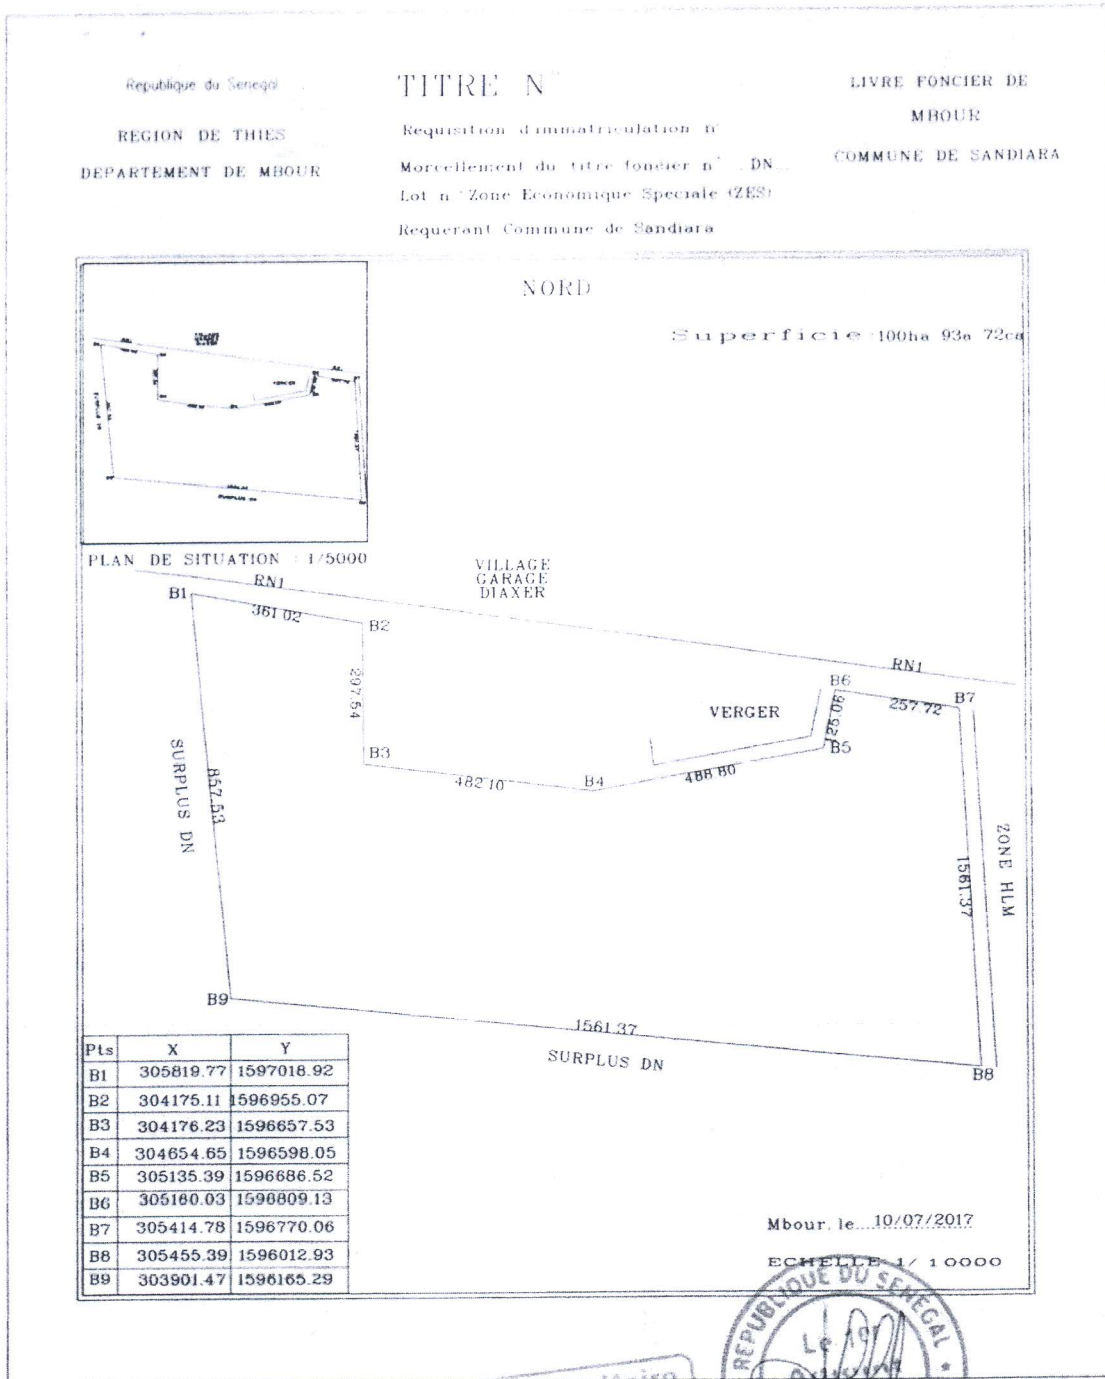 Republique du Senegal
REGION DE THIES
DEPARTEMENT DE MBOUR
TITRE N°
Requisition d'immatriculation n°
Morcellement du titre foncier n° DN
Lot n° Zone Economique Speciale (ZES)
Requerant Commune de Sandiara
LIVRE FONCIER DE
MBOUR
COMMUNE DE SANDIARA
NORD
Superficie 100ha 93a 72ca
PLAN DE SITUATION : 1/5000
VILLAGE
GARAGE
DIAXER
RN1
B1
361.02
B2
297.54
B3
482.10
B4
488.80
VERGER
B5
125.06
B6
257.72
B7
RN1
SURPLUS DN
857.53
1561.37
ZONE HLM
B9
1561.37
SURPLUS DN
B8
Pts X Y
B1 305819.77 1597018.92
B2 304175.11 1596955.07
B3 304176.23 1596657.53
B4 304654.65 1596598.05
B5 305135.39 1596686.52
B6 305160.03 1596809.13
B7 305414.78 1596770.06
B8 305455.39 1596012.93
B9 303901.47 1596165.29
Mbour, le...10/07/2017
ECHELLE 1/ 10000
REPUBLIQUE DU SENEGAL *
Le 1er